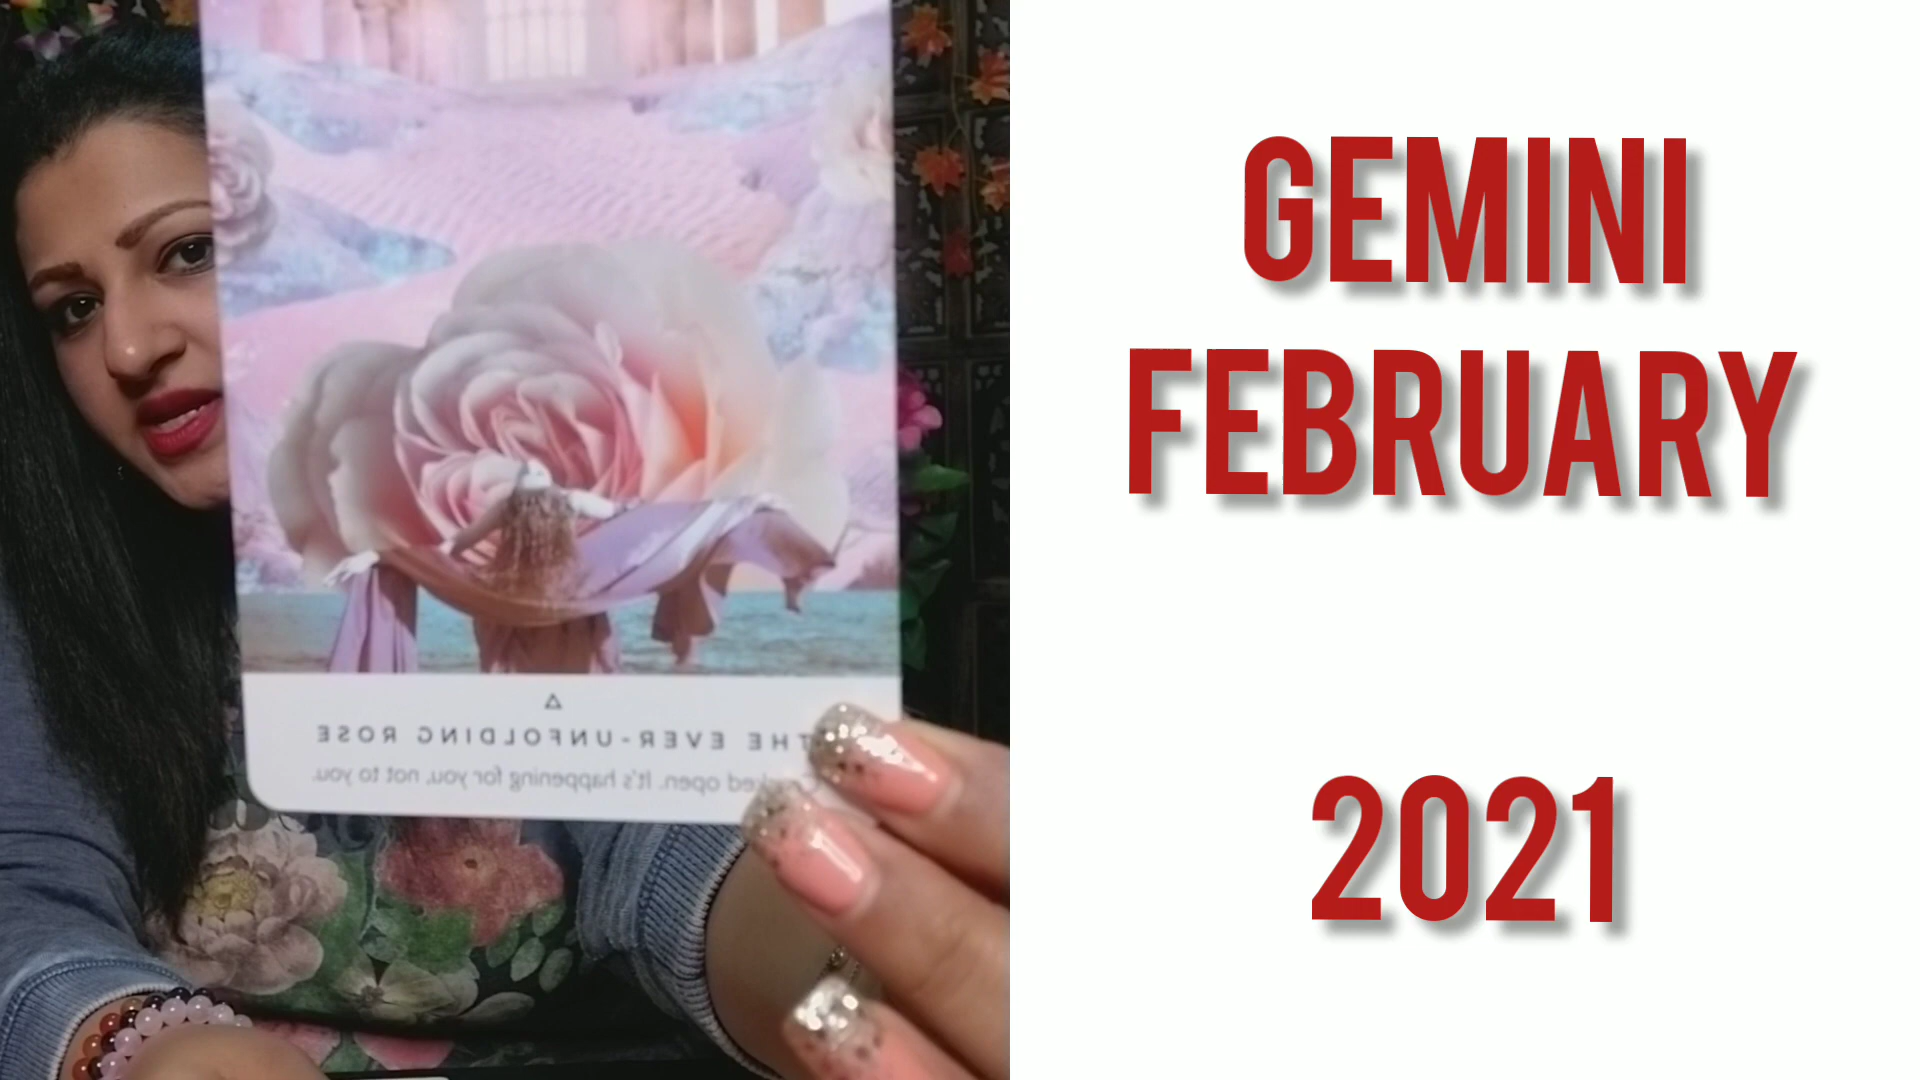 THE EVER-UNFOLDING ROSE
open. It's happening for you, not to you.
GEMINI
FEBRUARY
2021